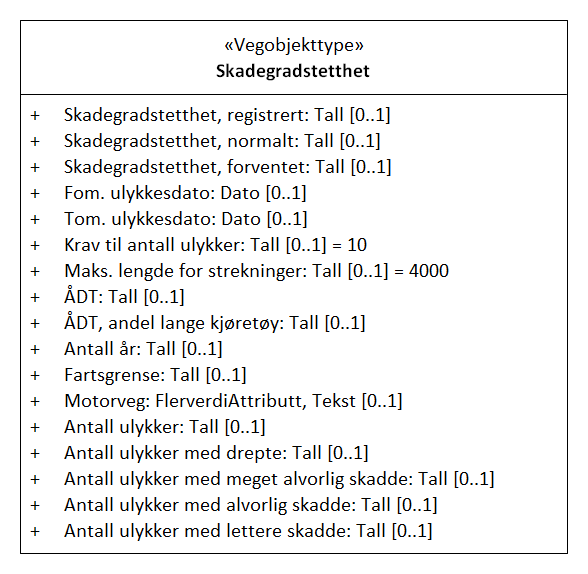 «Vegobjekttype»
Skadegradstetthet
+ Skadegradstetthet, registrert: Tall [0..1]
+ Skadegradstetthet, normalt: Tall [0..1]
+ Skadegradstetthet, forventet: Tall [0..1]
+ Fom. ulykkesdato: Dato [0..1]
+ Tom. ulykkesdato: Dato [0..1]
+ Krav til antall ulykker: Tall [0..1] = 10
+ Maks. lengde for strekninger: Tall [0..1] = 4000
+ ÅDT: Tall [0..1]
+ ÅDT, andel lange kjøretøy: Tall [0..1]
+ Antall år: Tall [0..1]
+ Fartsgrense: Tall [0..1]
+ Motorveg: FlerverdiAttributt, Tekst [0..1]
+ Antall ulykker: Tall [0..1]
+ Antall ulykker med drepte: Tall [0..1]
+ Antall ulykker med meget alvorlig skadde: Tall [0..1]
+ Antall ulykker med alvorlig skadde: Tall [0..1]
+ Antall ulykker med lettere skadde: Tall [0..1]